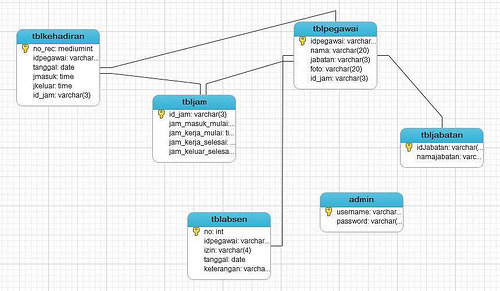 tblkehadiran
no_rec: mediumint
idpegawai: varchar...
tanggal: date
jmasuk: time
jkeluar: time
id_jam: varchar(3)
tblpegawai
idpegawai: varchar...
nama: varchar(20)
jabatan: varchar(3)
foto: varchar(20)
id_jam: varchar(3)
tbljam
id_jam: varchar(3)
jam_masuk_mulai:...
jam_kerja_mulai: ti...
jam_kerja_selesai: ...
jam_keluar_selesa...
tbljabatan
idJabatan: varchar(...
namajabatan: varc...
admin
username: varchar...
password: varchar(...
tblabsen
no: int
idpegawai: varchar...
izin: varchar(4)
tanggal: date
keterangan: varcha...